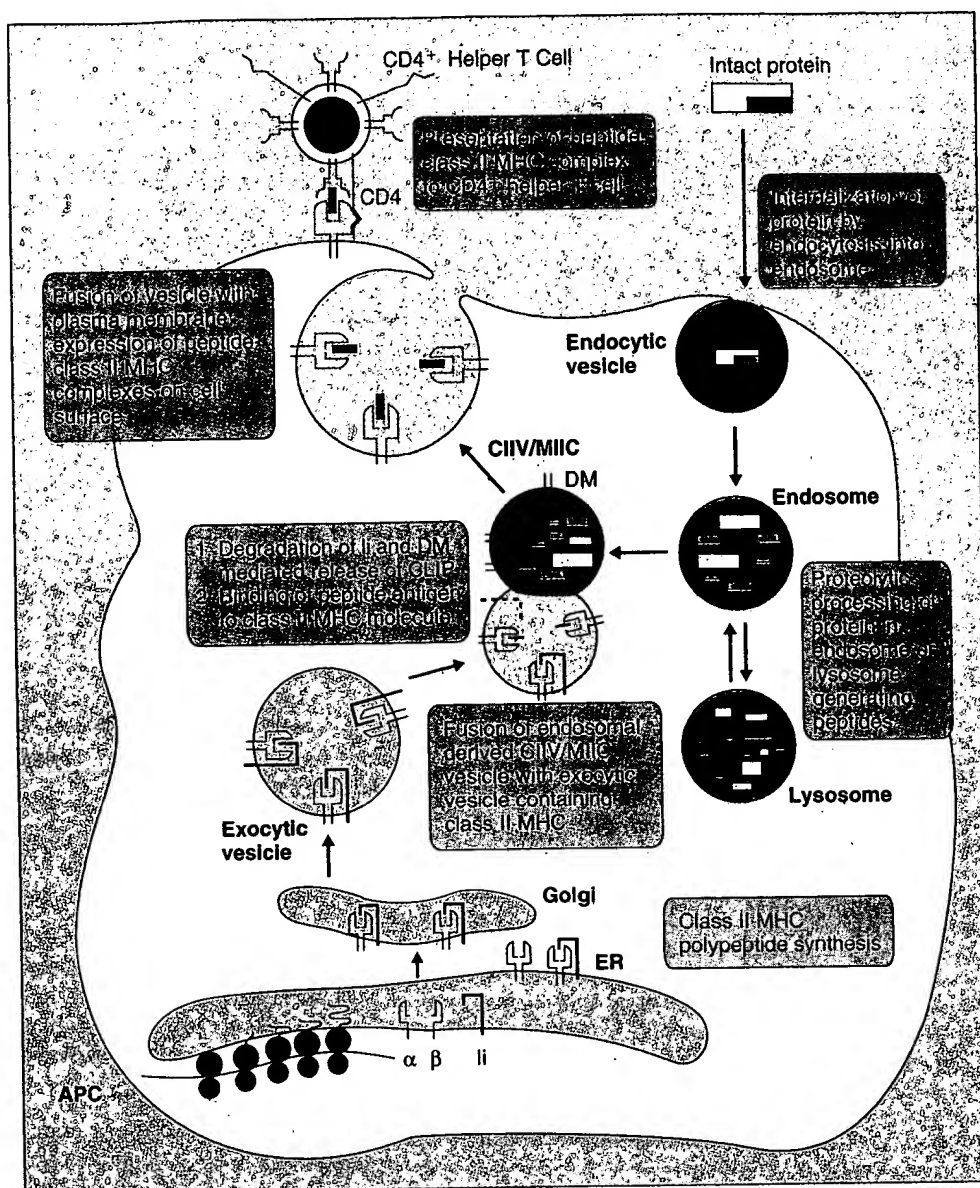 CD4+ Helper T Cell
Intact protein
Presentation of peptide-
class II MHC complex
to CD4+ helper T cell
CD4
Internalization of
protein by
endocytosis into
endosome
Fusion of vesicle with
plasma membrane;
expression of peptide-
class II MHC
complexes on cell
surface
Endocytic
vesicle
CIIV/MIIC
DM
Endosome
1. Degradation of Ii and DM
mediated release of CLIP
2. Binding of peptide antigen
to class II MHC molecule
Proteolytic
processing of
protein in
endosome or
lysosome
generating
peptides
Fusion of endosomal
derived CIIV/MIIC
vesicle with exocytic
vesicle containing
class II MHC
Lysosome
Exocytic
vesicle
Golgi
Class II MHC
polypeptide synthesis
ER
α β Ii
APC